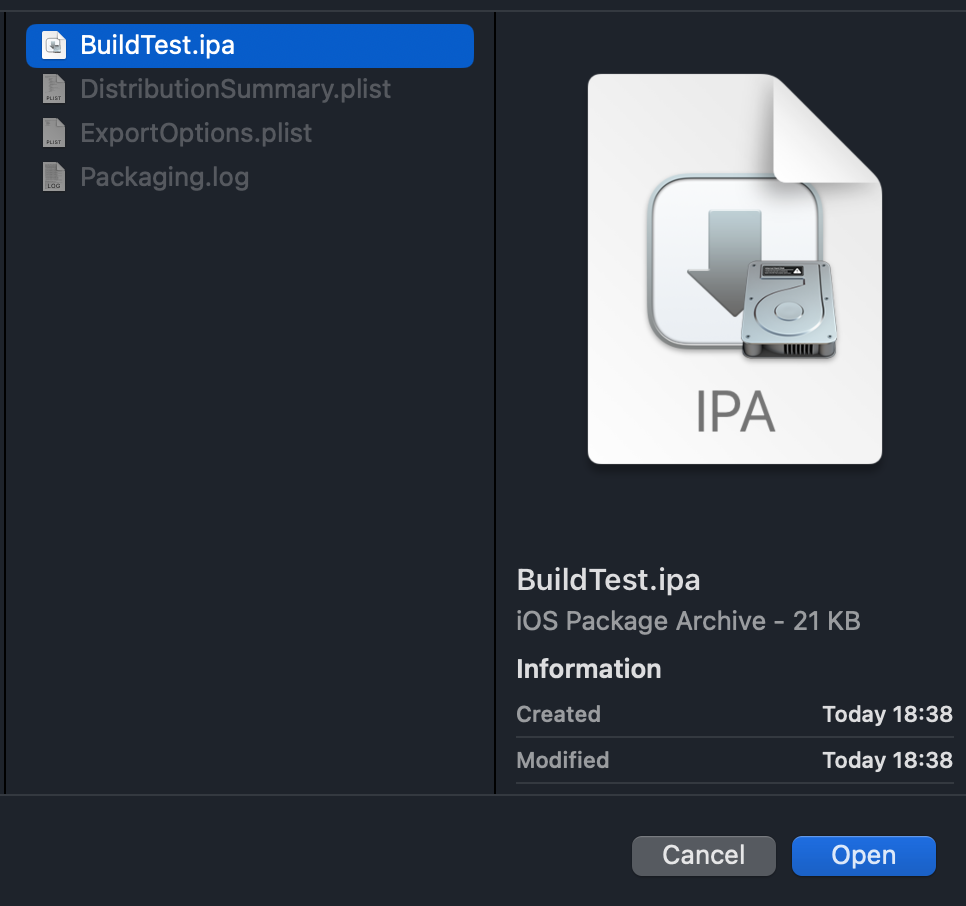 BuildTest.ipa
DistributionSummary.plist
ExportOptions.plist
Packaging.log
PLIST
PLIST
LOG
IPA
BuildTest.ipa
iOS Package Archive - 21 KB
Information
Created Today 18:38
Modified Today 18:38
Cancel Open